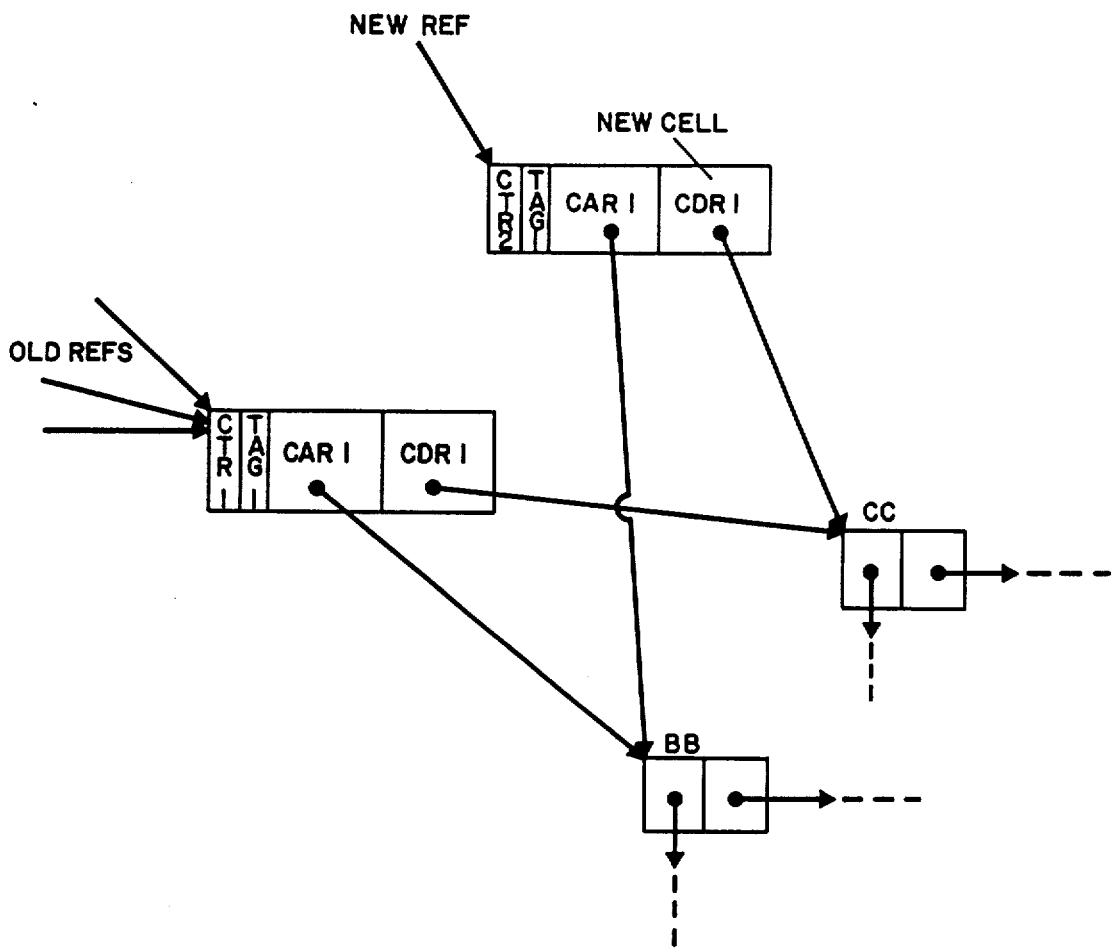 NEW REF
NEW CELL
CTR2
TAG1
CAR 1
CDR 1
OLD REFS
CTR1
TAG1
CAR 1
CDR 1
CC
BB